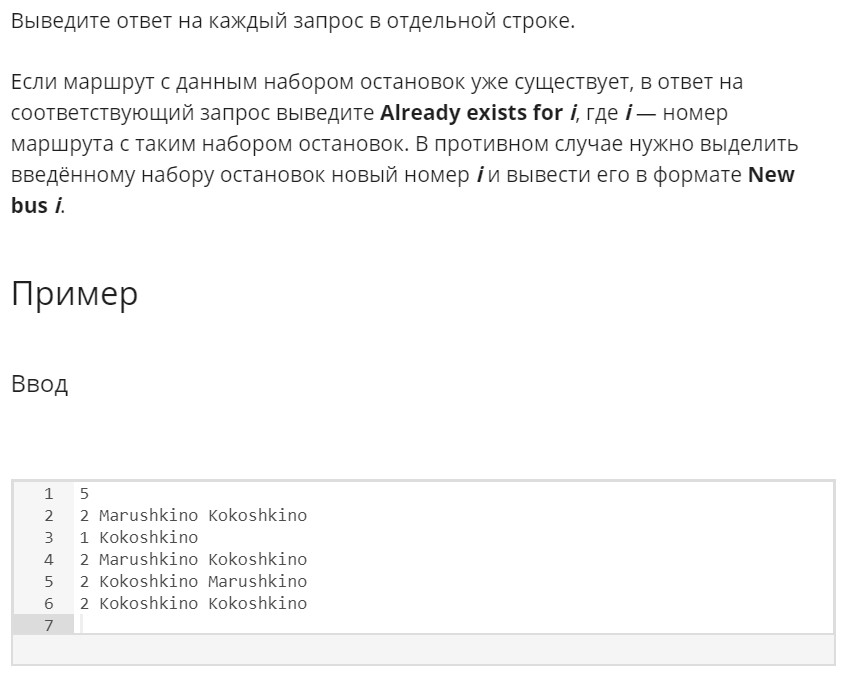 Выведите ответ на каждый запрос в отдельной строке.
Если маршрут с данным набором остановок уже существует, в ответ на
соответствующий запрос выведите Already exists for i, где i — номер
маршрута с таким набором остановок. В противном случае нужно выделить
введённому набору остановок новый номер i и вывести его в формате New
bus i.
Пример
Ввод
1 5
2 2 Marushkino Kokoshkino
3 1 Kokoshkino
4 2 Marushkino Kokoshkino
5 2 Kokoshkino Marushkino
6 2 Kokoshkino Kokoshkino
7